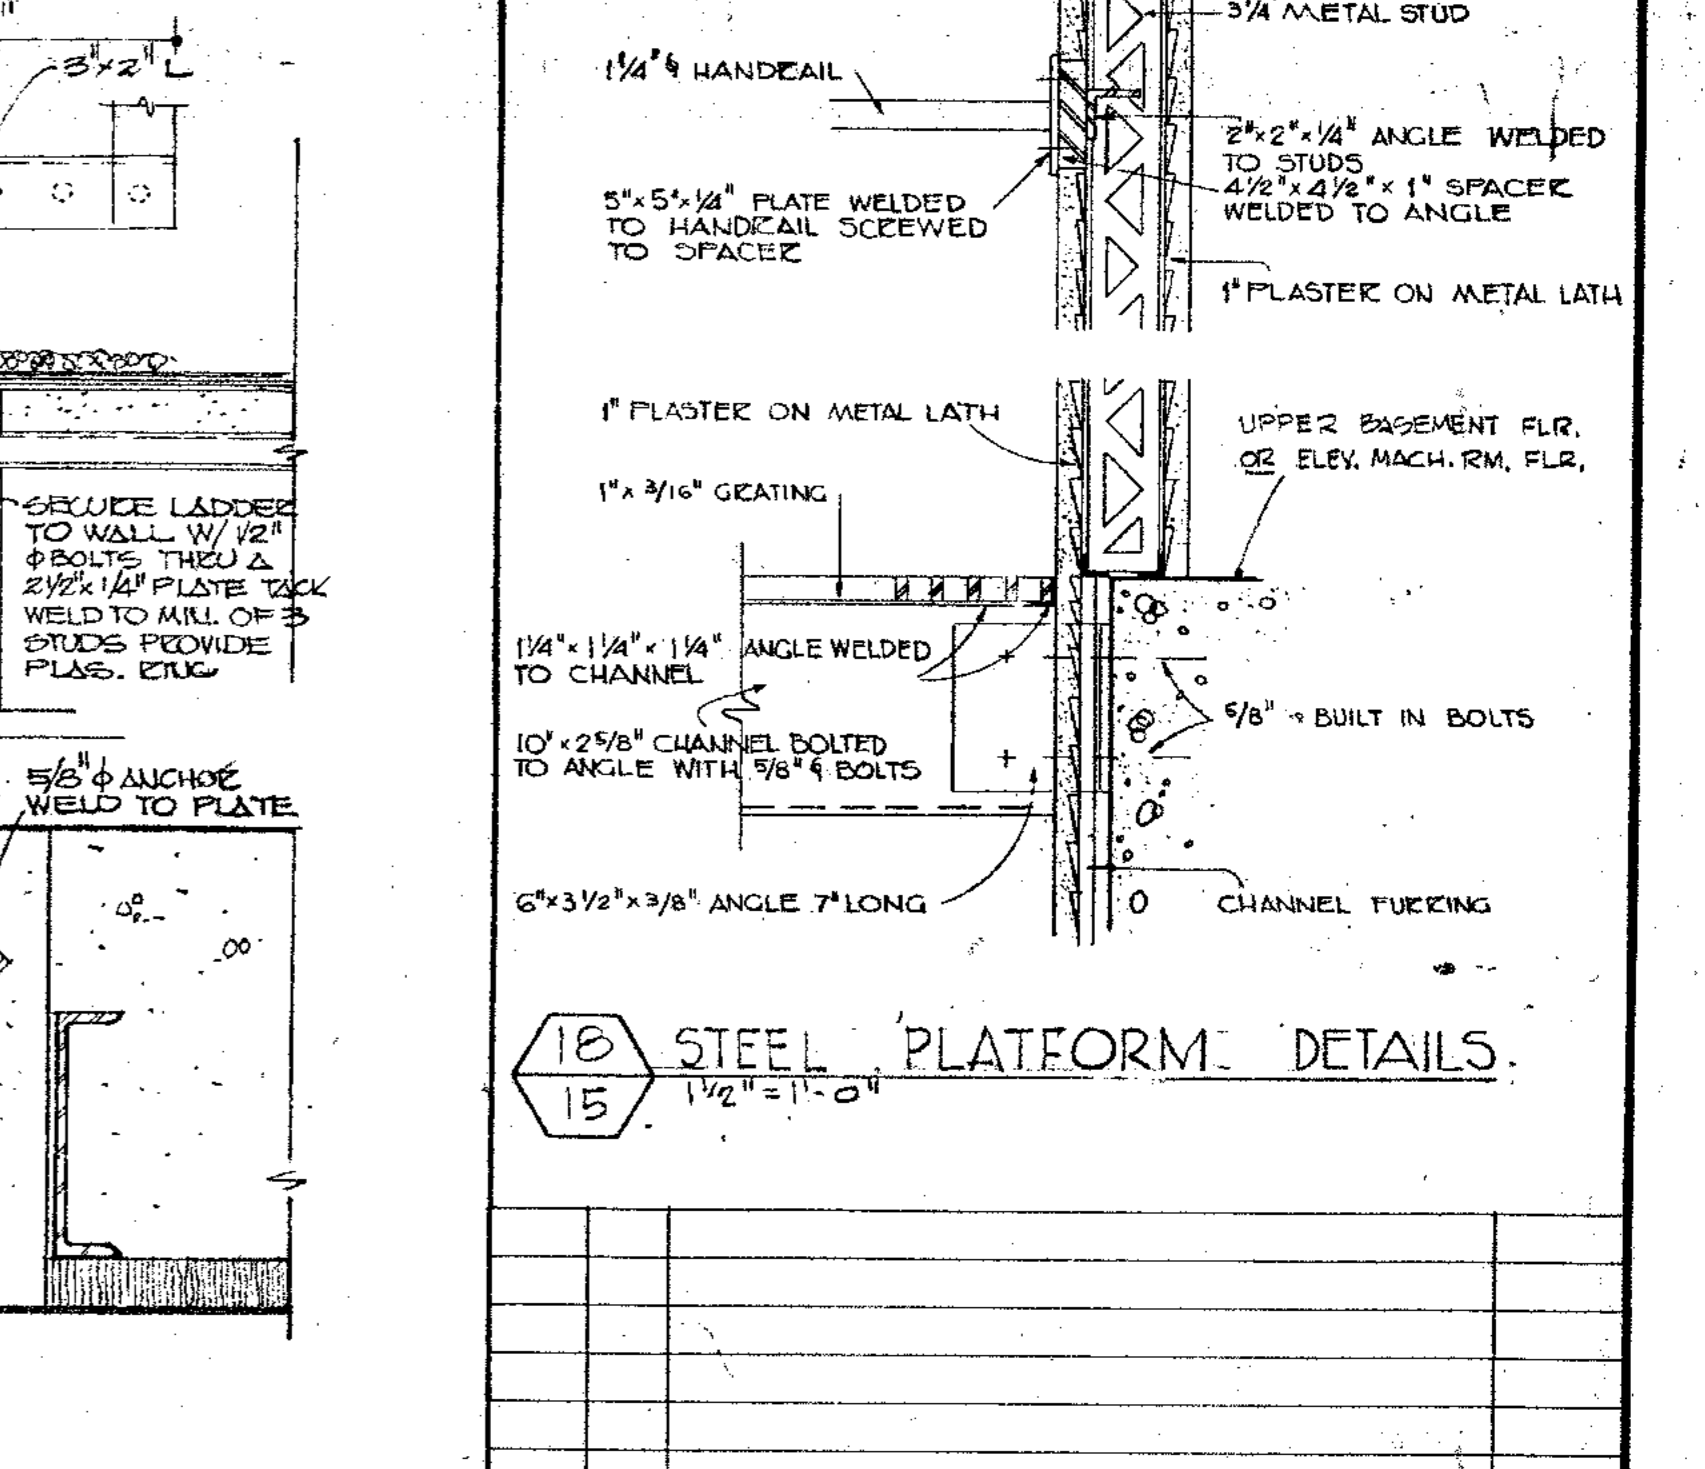 3"x2" L
SECURE LADDER
TO WALL W/ 1/2"
φ BOLTS THRU A
2 1/2"x 1/4" PLATE TACK
WELD TO MIN. OF 3
STUDS PROVIDE
PLAS. RING
5/8" φ ANCHOR
WELD TO PLATE
3 1/4 METAL STUD
1 1/4" φ HANDRAIL
2"x2"x1/4" ANGLE WELDED
TO STUDS
4 1/2"x 4 1/2"x 1" SPACER
WELDED TO ANGLE
5"x 5"x 1/4" PLATE WELDED
TO HANDRAIL SCREWED
TO SPACER
1" PLASTER ON METAL LATH
1" PLASTER ON METAL LATH
UPPER BASEMENT FLR.
OR ELEV. MACH. RM. FLR.
1"x 3/16" GRATING
1 1/4"x 1 1/4"x 1 1/4" ANGLE WELDED
TO CHANNEL
5/8" φ BUILT IN BOLTS
10"x 2 5/8" CHANNEL BOLTED
TO ANGLE WITH 5/8" φ BOLTS
6"x3 1/2"x3/8" ANGLE 7" LONG
CHANNEL FURRING
18
15
STEEL PLATFORM DETAILS.
1 1/2" = 1'-0"